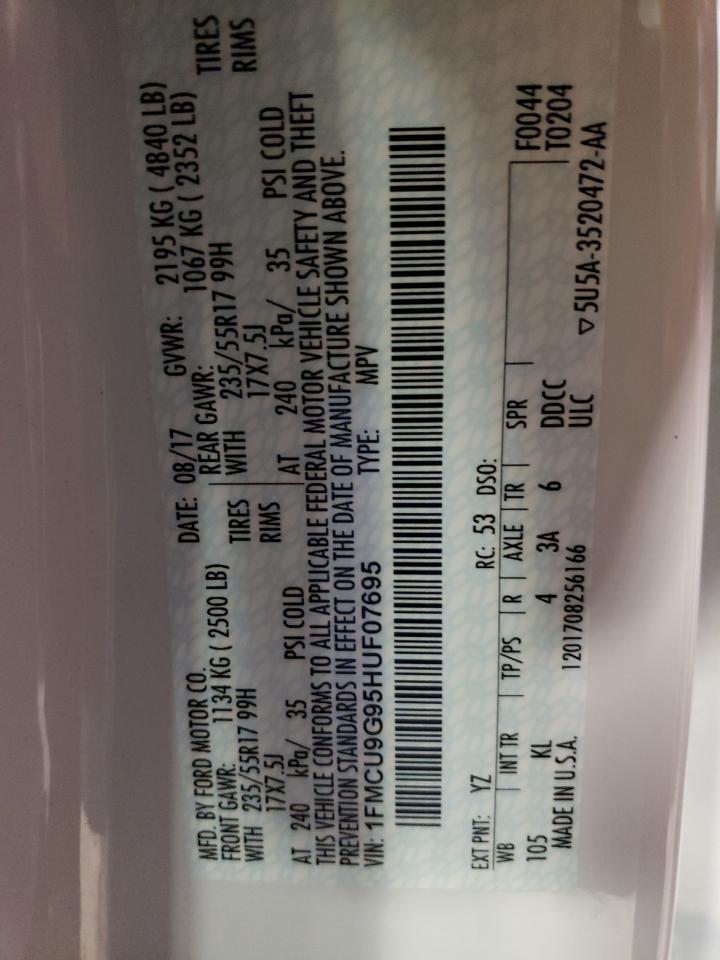 MFD. BY FORD MOTOR CO. DATE: 08/17 GVWR: 2195 KG ( 4840 LB)
FRONT GAWR: 1134 KG ( 2500 LB) REAR GAWR: 1067 KG ( 2352 LB)
WITH 235/55R17 99H TIRES WITH 235/55R17 99H TIRES
17X7.5J RIMS 17X7.5J RIMS
AT 240 kPa/ 35 PSI COLD AT 240 kPa/ 35 PSI COLD
THIS VEHICLE CONFORMS TO ALL APPLICABLE FEDERAL MOTOR VEHICLE SAFETY AND THEFT
PREVENTION STANDARDS IN EFFECT ON THE DATE OF MANUFACTURE SHOWN ABOVE.
VIN: 1FMCU9G95HUF07695 TYPE: MPV
EXT PNT: YZ RC: 53 DSO:
WB INT TR TP/PS R AXLE TR SPR F0044
105 KL 4 3A 6 DDCC T0204
MADE IN U.S.A. 1201708256166 ULC ▽5U5A-3520472-AA